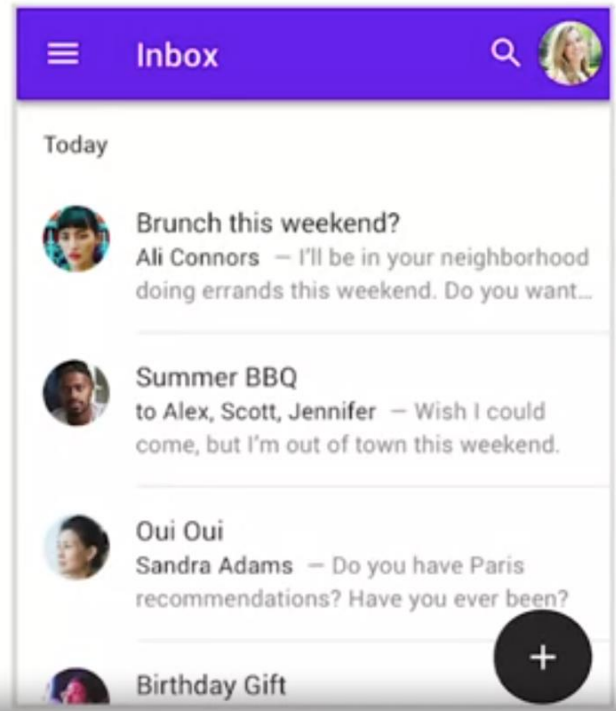 Inbox
Today
Brunch this weekend?
Ali Connors — I'll be in your neighborhood
doing errands this weekend. Do you want...
Summer BBQ
to Alex, Scott, Jennifer — Wish I could
come, but I'm out of town this weekend.
Oui Oui
Sandra Adams — Do you have Paris
recommendations? Have you ever been?
Birthday Gift